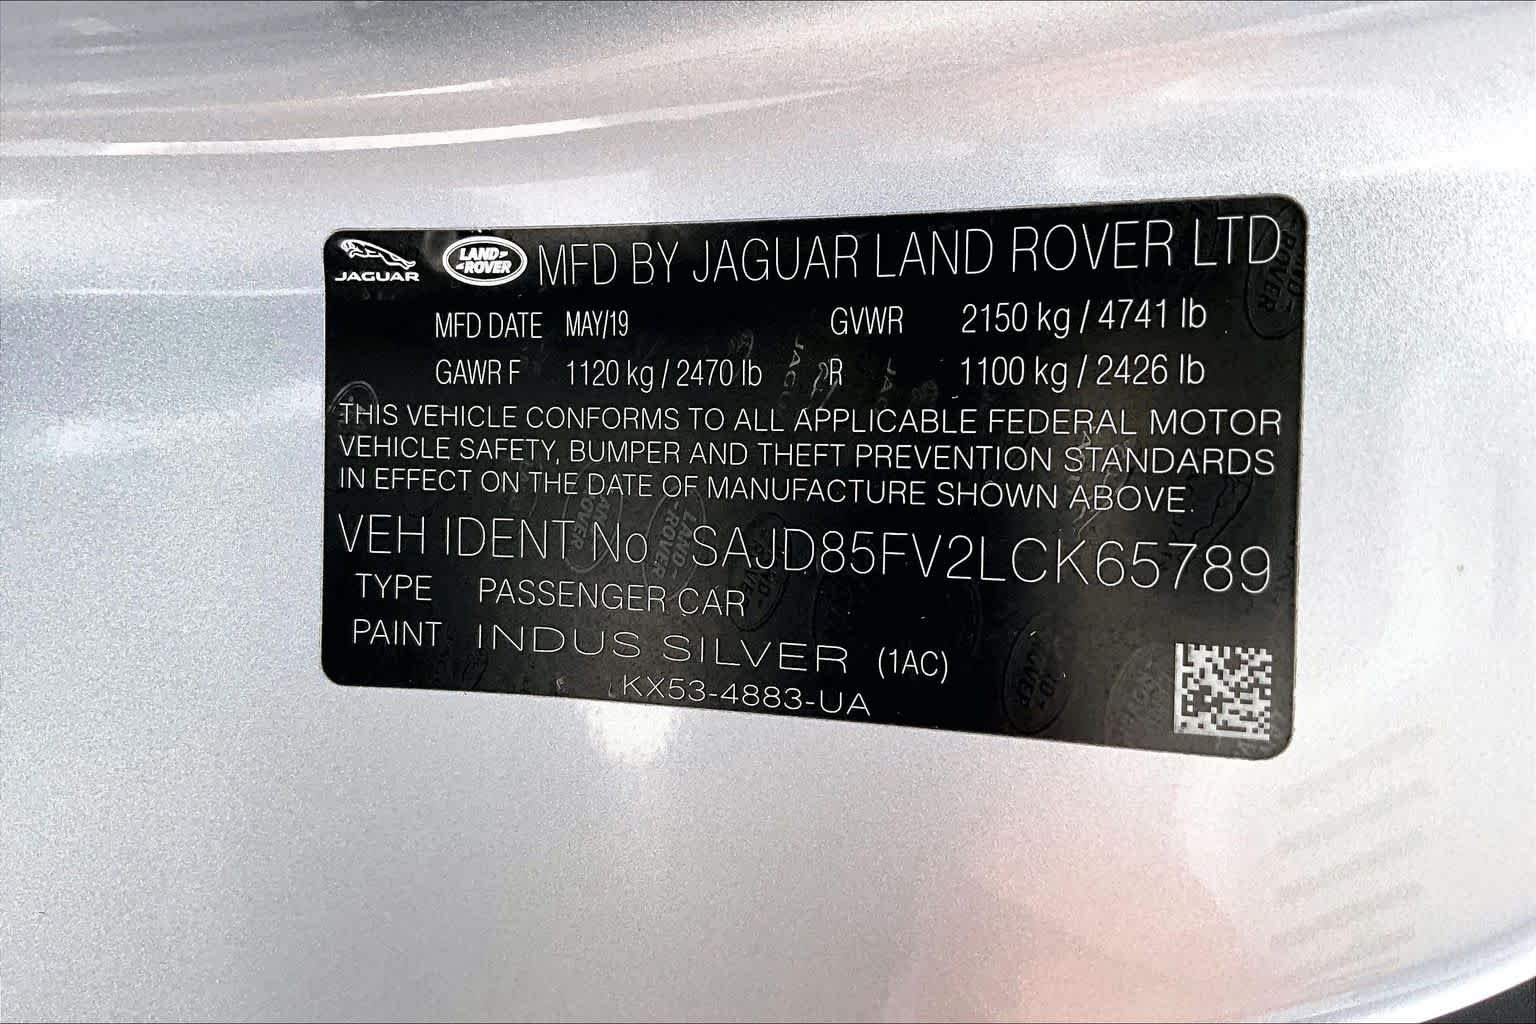 JAGUAR LAND ROVER MFD BY JAGUAR LAND ROVER LTD
MFD DATE MAY/19 GVWR 2150 kg / 4741 lb
GAWR F 1120 kg / 2470 lb R 1100 kg / 2426 lb
THIS VEHICLE CONFORMS TO ALL APPLICABLE FEDERAL MOTOR
VEHICLE SAFETY, BUMPER AND THEFT PREVENTION STANDARDS
IN EFFECT ON THE DATE OF MANUFACTURE SHOWN ABOVE.
VEH IDENT No. SAJD85FV2LCK65789
TYPE PASSENGER CAR
PAINT INDUS SILVER (1AC)
KX53-4883-UA